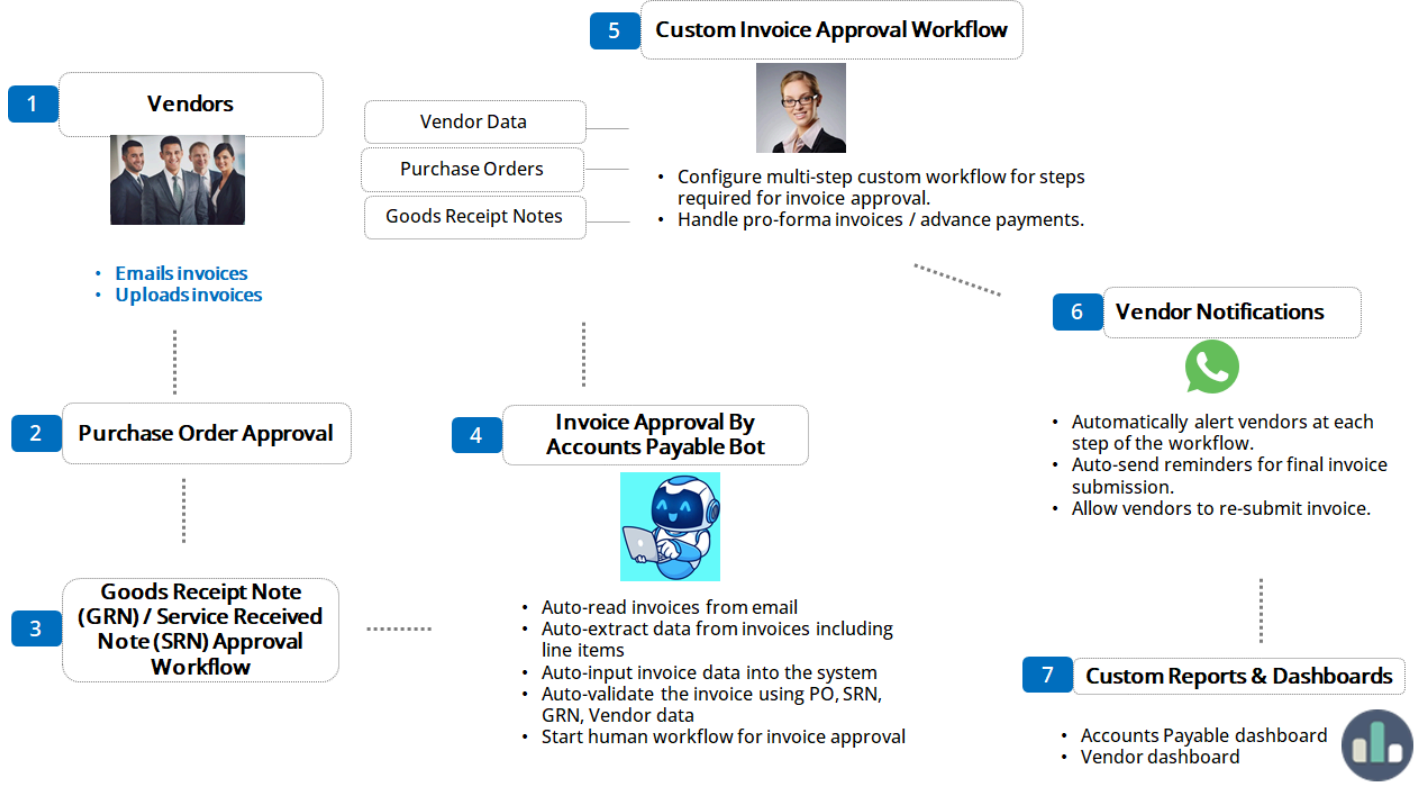 1
Vendors
• Emails invoices
• Uploads invoices
2
Purchase Order Approval
3
Goods Receipt Note
(GRN) / Service Received
Note (SRN) Approval
Workflow
4
Invoice Approval By
Accounts Payable Bot
• Auto-read invoices from email
• Auto-extract data from invoices including
line items
• Auto-input invoice data into the system
• Auto-validate the invoice using PO, SRN,
GRN, Vendor data
• Start human workflow for invoice approval
Vendor Data
Purchase Orders
Goods Receipt Notes
5
Custom Invoice Approval Workflow
• Configure multi-step custom workflow for steps
required for invoice approval.
• Handle pro-forma invoices / advance payments.
6
Vendor Notifications
• Automatically alert vendors at each
step of the workflow.
• Auto-send reminders for final invoice
submission.
• Allow vendors to re-submit invoice.
7
Custom Reports & Dashboards
• Accounts Payable dashboard
• Vendor dashboard